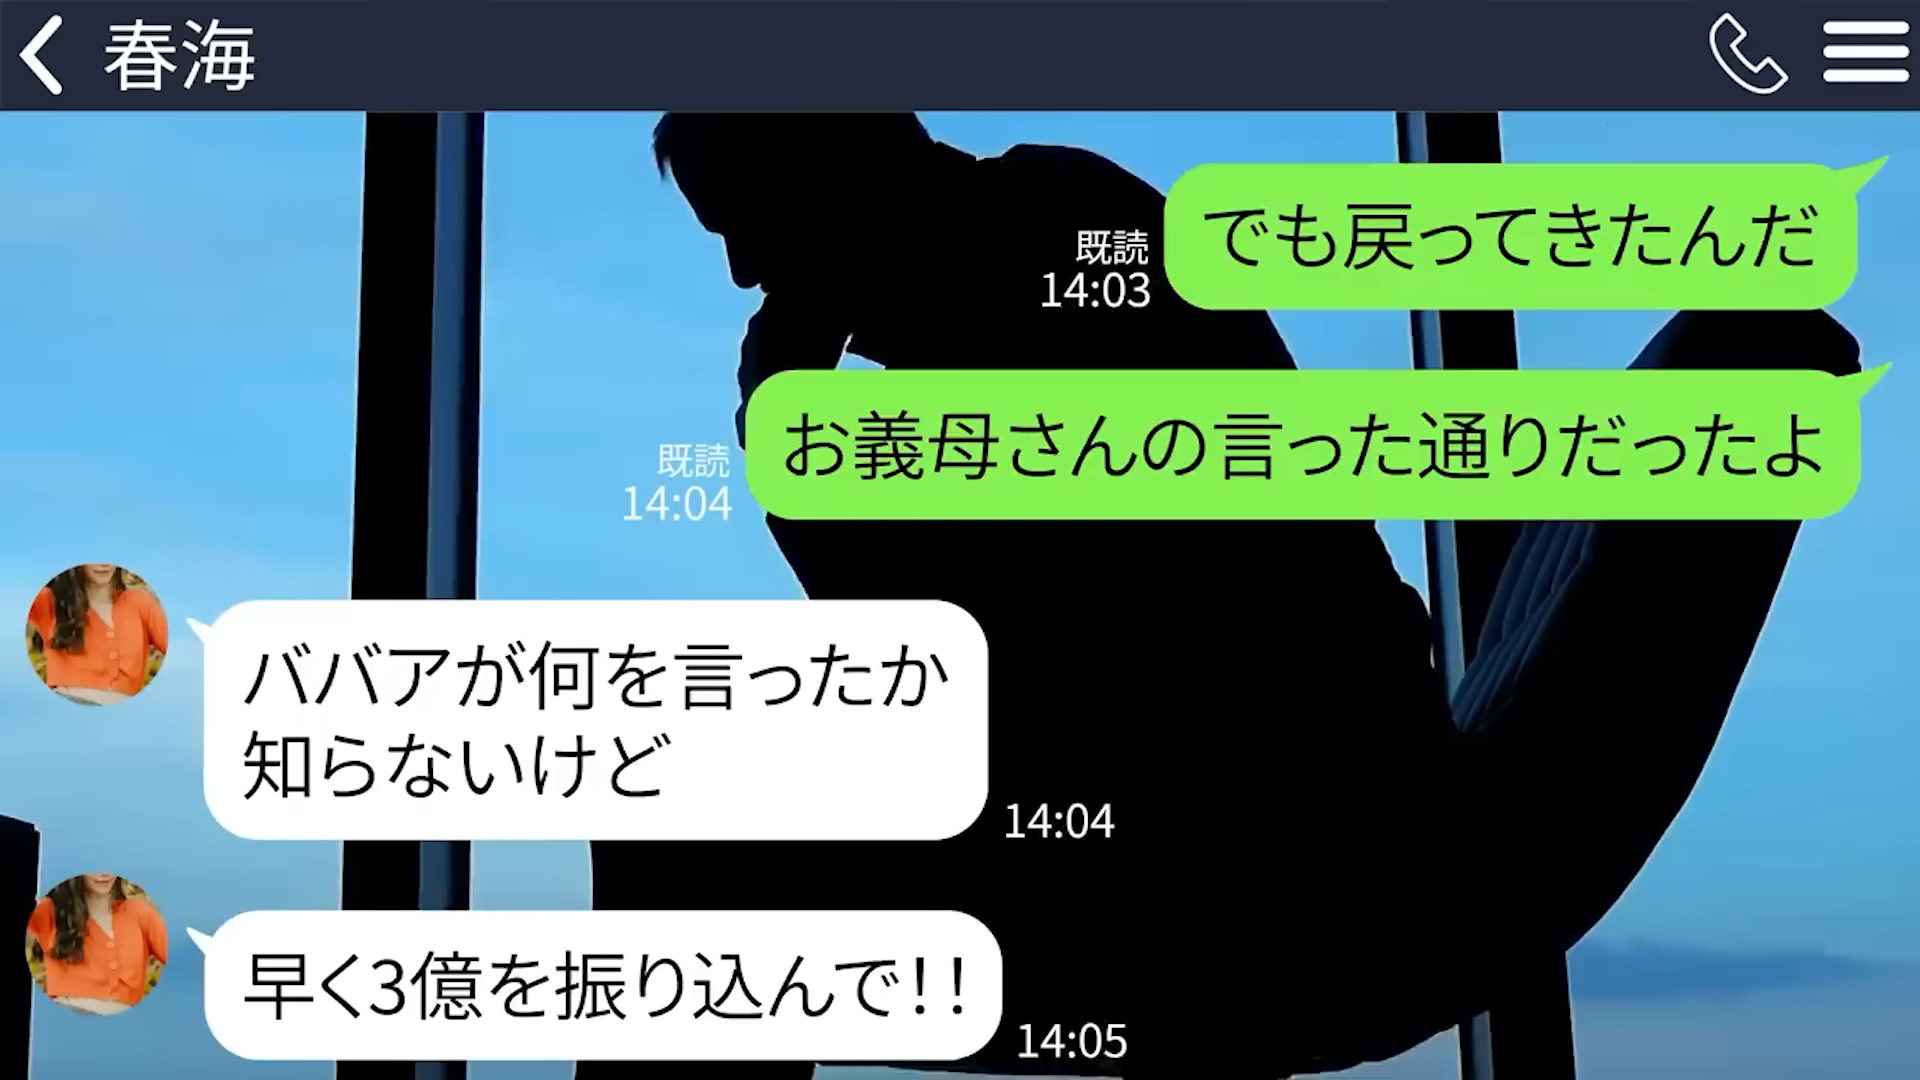 春海
でも戻ってきたんだ
既読
14:03
お義母さんの言った通りだったよ
既読
14:04
ババアが何を言ったか
知らないけど
14:04
早く3億を振り込んで!!
14:05